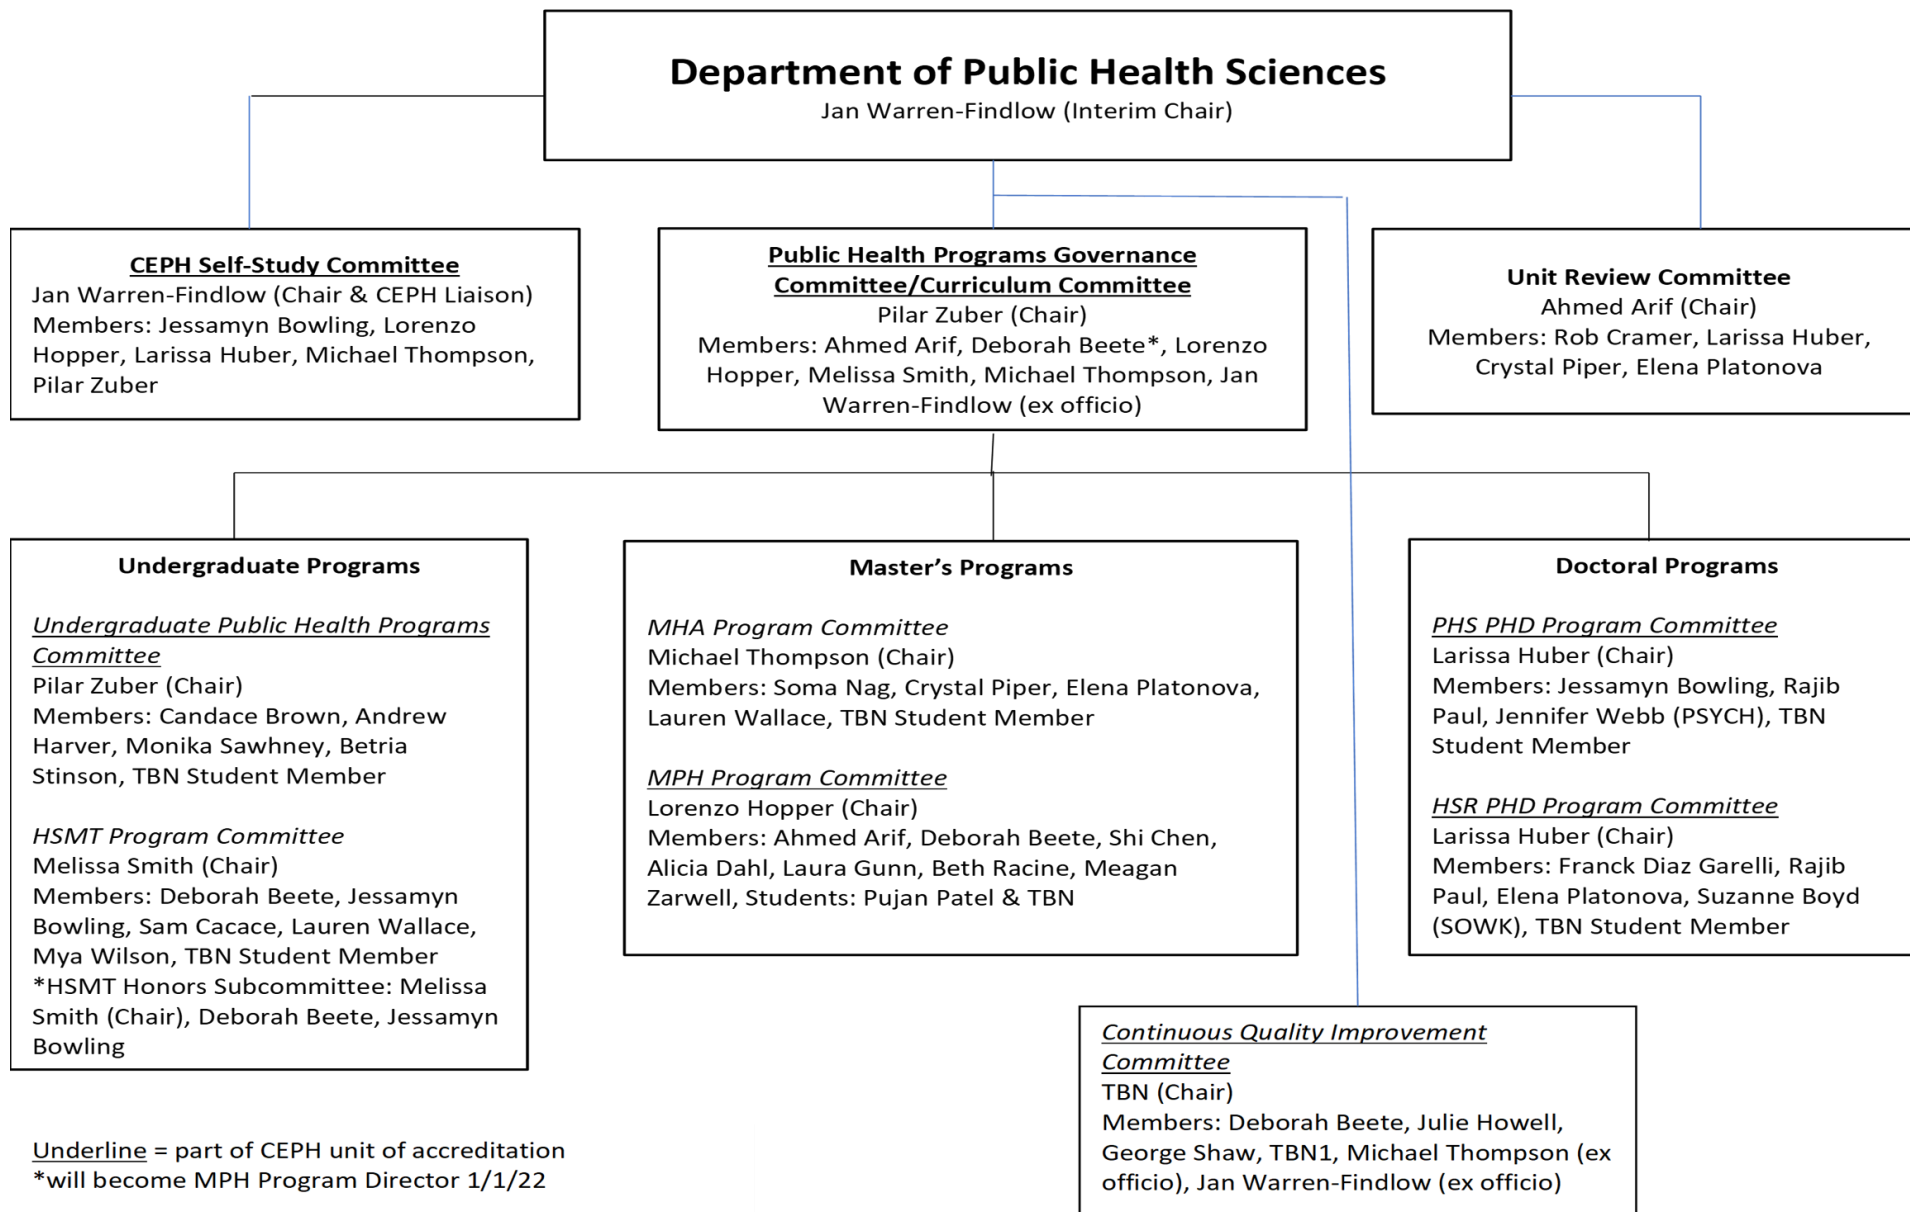 Department of Public Health Sciences
Jan Warren-Findlow (Interim Chair)
CEPH Self-Study Committee
Jan Warren-Findlow (Chair & CEPH Liaison)
Members: Jessamyn Bowling, Lorenzo
Hopper, Larissa Huber, Michael Thompson,
Pilar Zuber
Public Health Programs Governance
Committee/Curriculum Committee
Pilar Zuber (Chair)
Members: Ahmed Arif, Deborah Beete*, Lorenzo
Hopper, Melissa Smith, Michael Thompson, Jan
Warren-Findlow (ex officio)
Unit Review Committee
Ahmed Arif (Chair)
Members: Rob Cramer, Larissa Huber,
Crystal Piper, Elena Platonova
Undergraduate Programs
Undergraduate Public Health Programs
Committee
Pilar Zuber (Chair)
Members: Candace Brown, Andrew
Harver, Monika Sawhney, Betria
Stinson, TBN Student Member
HSMT Program Committee
Melissa Smith (Chair)
Members: Deborah Beete, Jessamyn
Bowling, Sam Cacace, Lauren Wallace,
Mya Wilson, TBN Student Member
*HSMT Honors Subcommittee: Melissa
Smith (Chair), Deborah Beete, Jessamyn
Bowling
Master’s Programs
MHA Program Committee
Michael Thompson (Chair)
Members: Soma Nag, Crystal Piper, Elena Platonova,
Lauren Wallace, TBN Student Member
MPH Program Committee
Lorenzo Hopper (Chair)
Members: Ahmed Arif, Deborah Beete, Shi Chen,
Alicia Dahl, Laura Gunn, Beth Racine, Meagan
Zarwell, Students: Pujan Patel & TBN
Doctoral Programs
PHS PHD Program Committee
Larissa Huber (Chair)
Members: Jessamyn Bowling, Rajib
Paul, Jennifer Webb (PSYCH), TBN
Student Member
HSR PHD Program Committee
Larissa Huber (Chair)
Members: Franck Diaz Garelli, Rajib
Paul, Elena Platonova, Suzanne Boyd
(SOWK), TBN Student Member
Continuous Quality Improvement
Committee
TBN (Chair)
Members: Deborah Beete, Julie Howell,
George Shaw, TBN1, Michael Thompson (ex
officio), Jan Warren-Findlow (ex officio)
Underline = part of CEPH unit of accreditation
*will become MPH Program Director 1/1/22